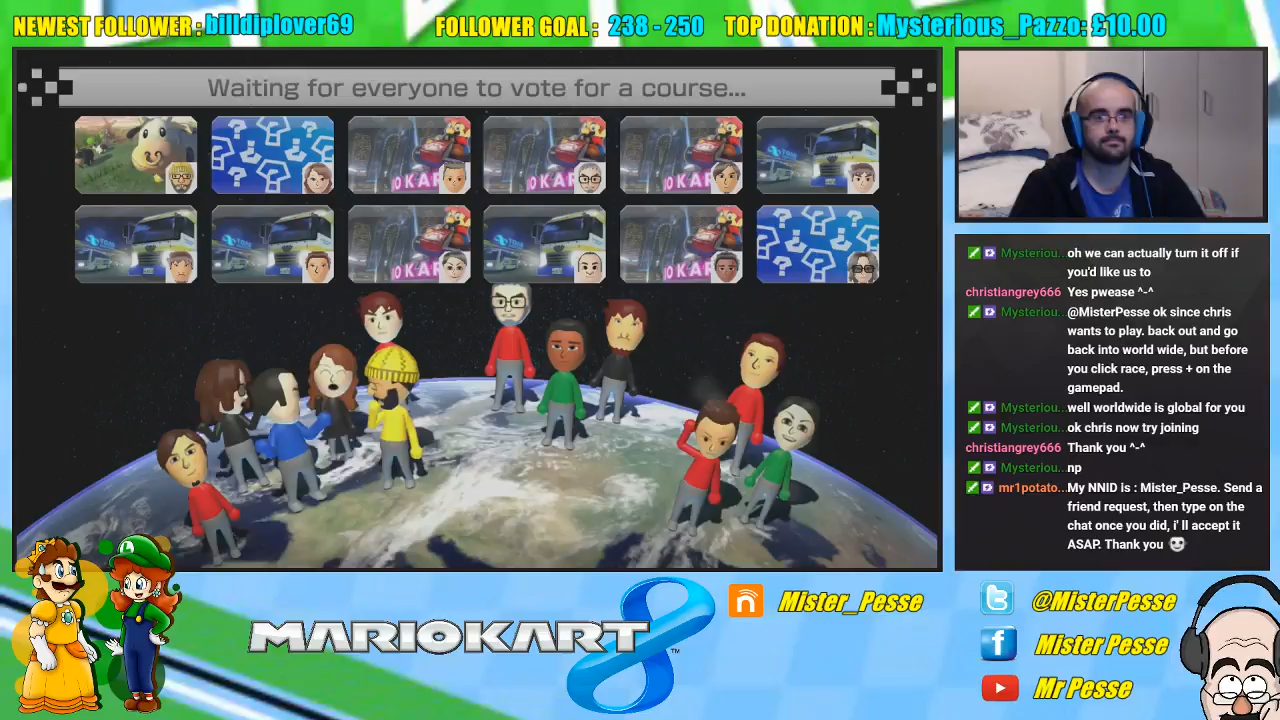 NEWEST FOLLOWER : billdiplover69
FOLLOWER GOAL : 238 - 250
TOP DONATION : Mysterious_Pazzo: £10.00
Waiting for everyone to vote for a course...
Mysteriou... oh we can actually turn it off if
you'd like us to
christiangrey666 Yes pwease ^-^
Mysteriou... @MisterPesse ok since chris
wants to play. back out and go
back into world wide, but before
you click race, press + on the
gamepad.
Mysteriou... well worldwide is global for you
Mysteriou... ok chris now try joining
christiangrey666 Thank you ^-^
Mysteriou... np
mr1potato... My NNID is : Mister_Pesse. Send a
friend request, then type on the
chat once you did, i' ll accept it
ASAP. Thank you
MARIOKART 8 ™
Mister_Pesse
@MisterPesse
Mister Pesse
Mr Pesse